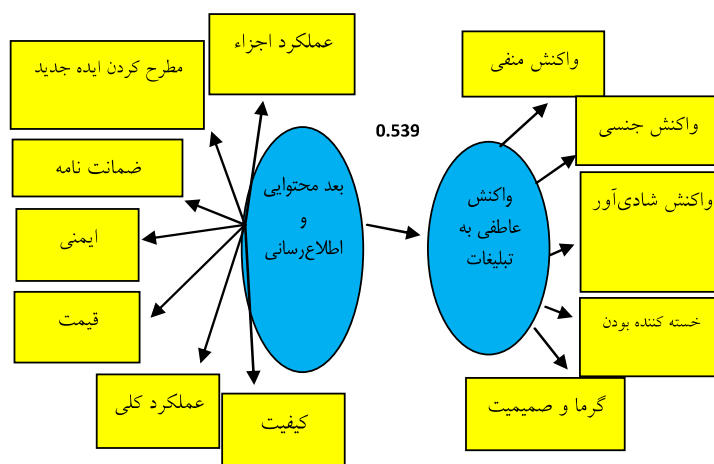 عملکرد اجزاء
مطرح کردن ایده جدید
ضمانت نامه
ایمنی
قیمت
عملکرد کلی
کیفیت
بعد محتوایی
و
اطلاع‌رسانی
0.539
واکنش
عاطفی به
تبلیغات
واکنش منفی
واکنش جنسی
واکنش شادی‌آور
خسته کننده بودن
گرما و صمیمیت